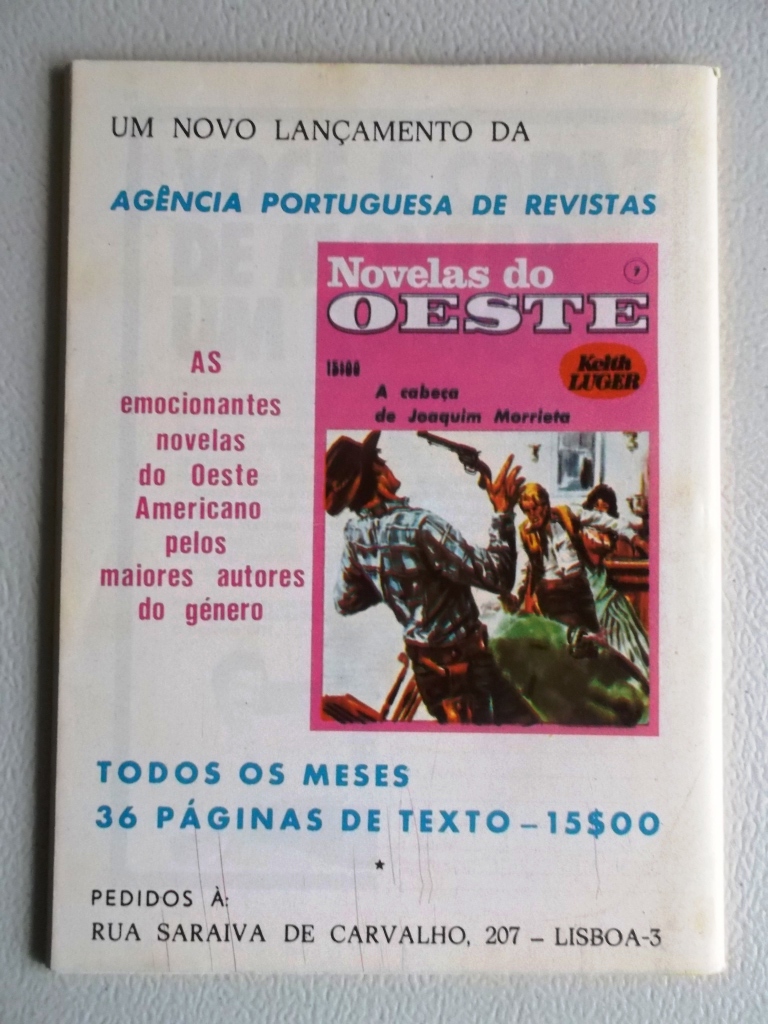 UM NOVO LANÇAMENTO DA
AGÊNCIA PORTUGUESA DE REVISTAS
Novelas do
OESTE
15$00
Keith
LUGER
A cabeça
de Joaquim Morrieta
AS
emocionantes
novelas
do Oeste
Americano
pelos
maiores autores
do género
TODOS OS MESES
36 PÁGINAS DE TEXTO – 15$00
PEDIDOS À:
RUA SARAIVA DE CARVALHO, 207 – LISBOA-3